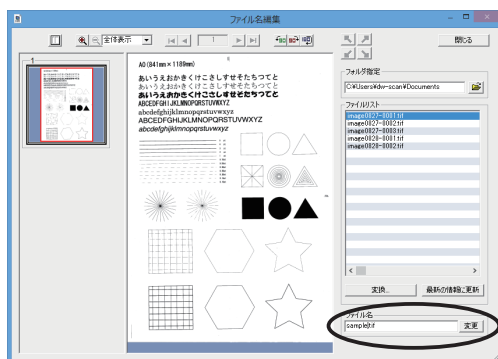 ファイル名編集
全体表示
1
閉じる
1
A0 (841mm×1189mm)
あいうえおかきくけこさしすせそたちつてと
あいうえおかきくけこさしすせそたちつてと
あいうえおかきくけこさしすせそたちつてと
ABCDEFGHIJKLMNOPQRSTUVWXYZ
abcdefghijklmnopqrstuvwxyz
ABCDEFGHIJKLMNOPQRSTUVWXYZ
abcdefghijklmnopqrstuvwxyz
フォルダ指定
C:¥Users¥dw-scan¥Documents
ファイルリスト
image0827-0001.tif
image0827-0002.tif
image0827-0003.tif
image0828-0001.tif
image0828-0002.tif
変換...
最新の情報に更新
ファイル名
sample.tif
変更